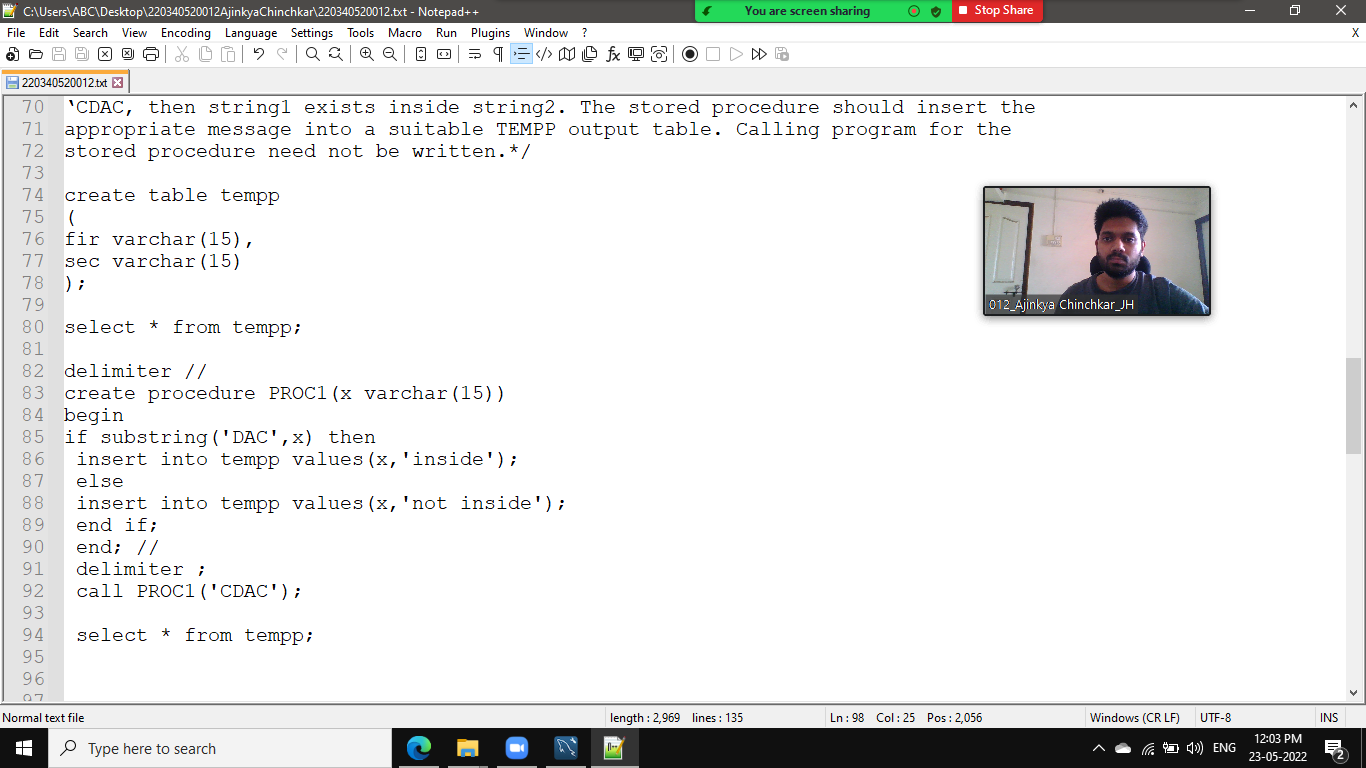 C:\Users\ABC\Desktop\220340520012AjinkyaChinchkar\220340520012.txt - Notepad++
You are screen sharing
Stop Share
File Edit Search View Encoding Language Settings Tools Macro Run Plugins Window ? X
220340520012.txt
70 ‘CDAC, then string1 exists inside string2. The stored procedure should insert the
71 appropriate message into a suitable TEMPP output table. Calling program for the
72 stored procedure need not be written.*/
73
74 create table tempp
75 (
76 fir varchar(15),
77 sec varchar(15)
78 );
79
80 select * from tempp;
81
82 delimiter //
83 create procedure PROC1(x varchar(15))
84 begin
85 if substring('DAC',x) then
86 insert into tempp values(x,'inside');
87 else
88 insert into tempp values(x,'not inside');
89 end if;
90 end; //
91 delimiter ;
92 call PROC1('CDAC');
93
94 select * from tempp;
95
96
97
012_Ajinkya Chinchkar_JH
Normal text file length : 2,969 lines : 135 Ln : 98 Col : 25 Pos : 2,056 Windows (CR LF) UTF-8 INS
Type here to search
ENG
12:03 PM
23-05-2022
2